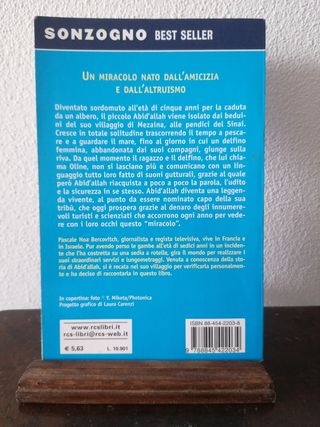 SONZOGNO BEST SELLER
UN MIRACOLO NATO DALL'AMICIZIA
E DALL'ALTRUISMO
Diventato sordomuto all'età di cinque anni per la caduta
da un albero, il piccolo Abid'allah viene isolato dai bedui-
ni del suo villaggio di Mezaina, alle pendici del Sinai.
Cresce in totale solitudine trascorrendo il tempo a pesca-
re e a guardare il mare, fino al giorno in cui un delfino
femmina, abbandonata dai suoi compagni, giunge sulla
riva. Da quel momento il ragazzo e il delfino, che lui chia-
ma Oline, non si lasciano più e comunicano con un lin-
guaggio tutto loro fatto di suoni gutturali, grazie al quale
però Abid'allah riacquista a poco a poco la parola, l'udito
e la sicurezza in se stesso. Abid'allah diventa una leggen-
da vivente, al punto da essere nominato capo della sua
tribù, che oggi prospera grazie al denaro degli innume-
revoli turisti e scienziati che accorrono ogni anno per vede-
re con i loro occhi questo "miracolo".
Pascale Noa Bercovitch, giornalista e regista televisiva, vive in Francia e
in Israele. Pur avendo perso le gambe all'età di sedici anni in un inciden-
te che l'ha costretta su una sedia a rotelle, gira il mondo per realizzare i
suoi straordinari servizi e lungometraggi. Venuta a conoscenza della storia
di Abid'allah, si è recata nel suo villaggio per verificarla personalmen-
te e ha deciso di raccontarla in questo libro.
In copertina: foto © Y. Nikota/Photonica
Progetto grafico di Laura Carenzi
www.rcslibri.it
rcs-libri@rcs-web.it
€ 5,63 L. 10.901
ISBN 88-454-2203-8
9 788845 422034